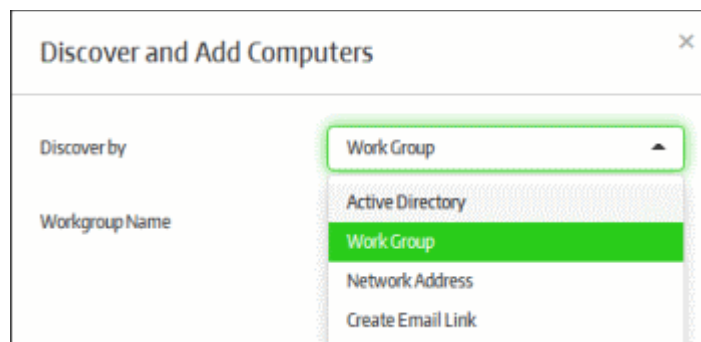 Discover and Add Computers
×
Discover by
Work Group
Active Directory
Workgroup Name
Work Group
Network Address
Create Email Link